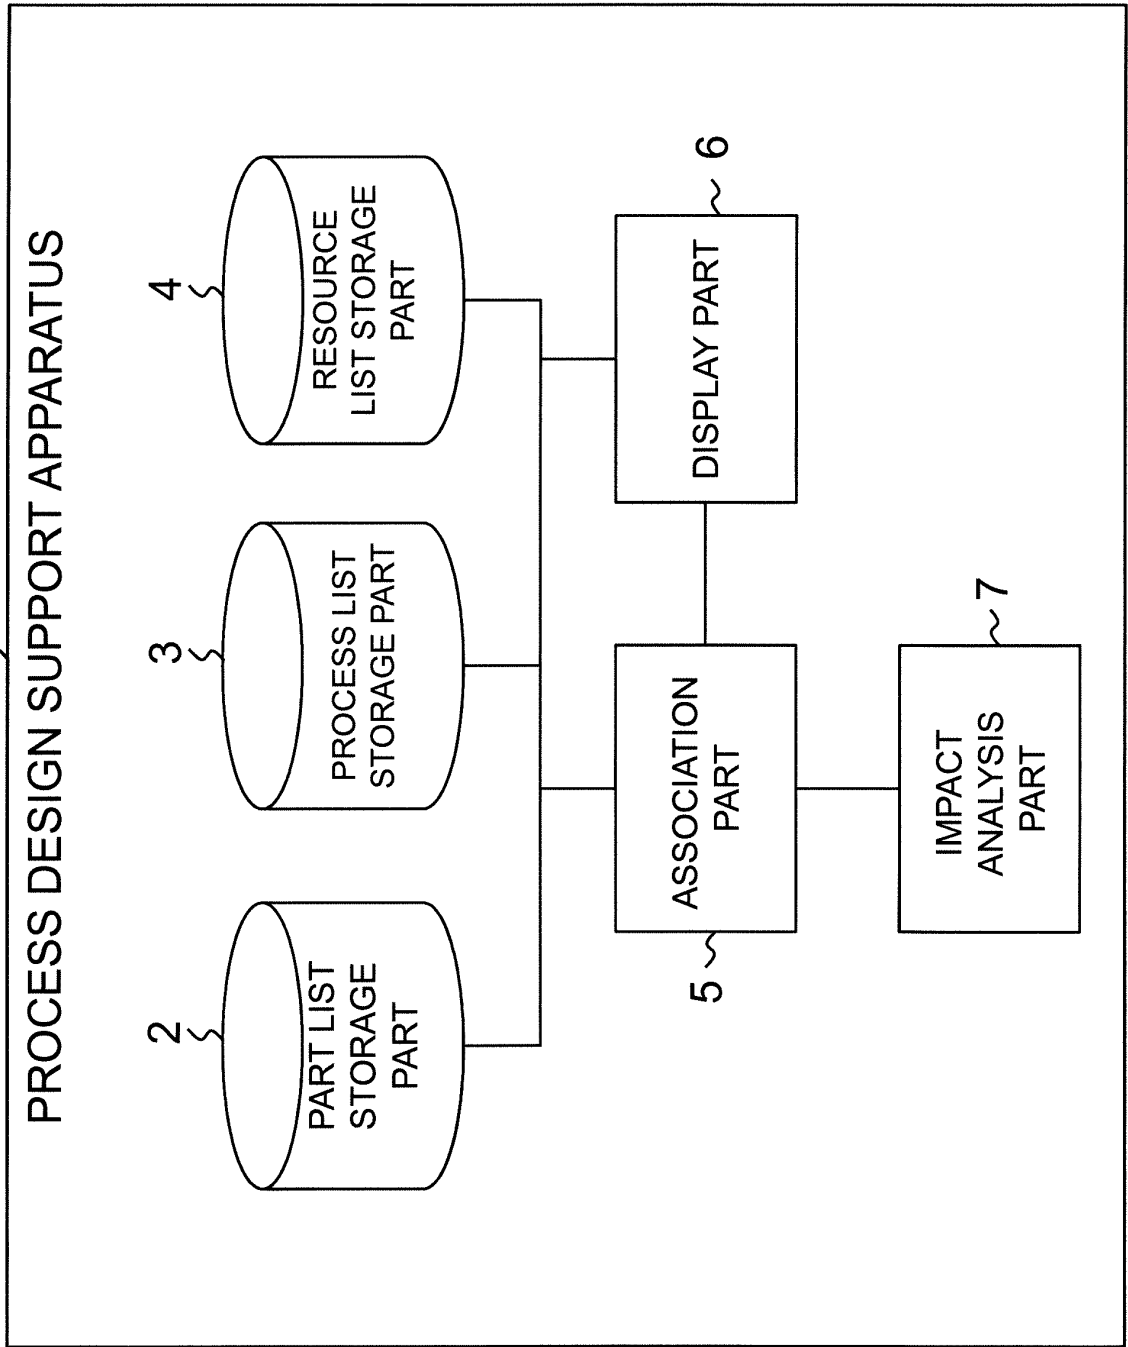 PROCESS DESIGN SUPPORT APPARATUS
2
PART LIST
STORAGE
PART
3
PROCESS LIST
STORAGE PART
4
RESOURCE
LIST STORAGE
PART
5
ASSOCIATION
PART
DISPLAY PART
6
IMPACT
ANALYSIS
PART
7